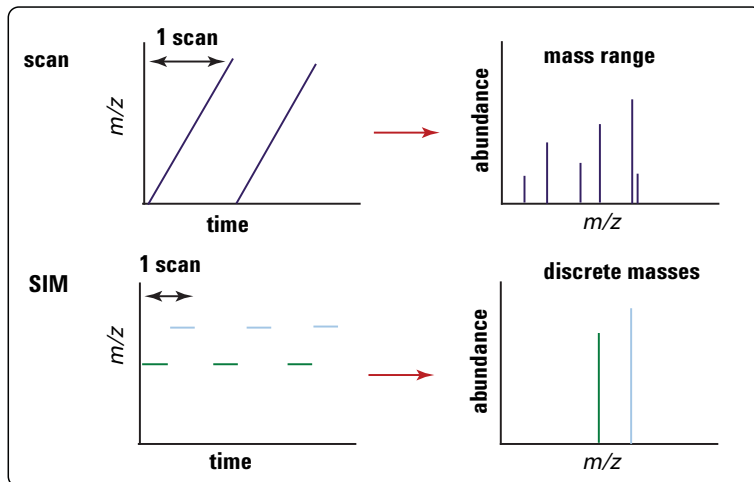 scan
1 scan
m/z
time
mass range
abundance
m/z
SIM
1 scan
m/z
time
discrete masses
abundance
m/z